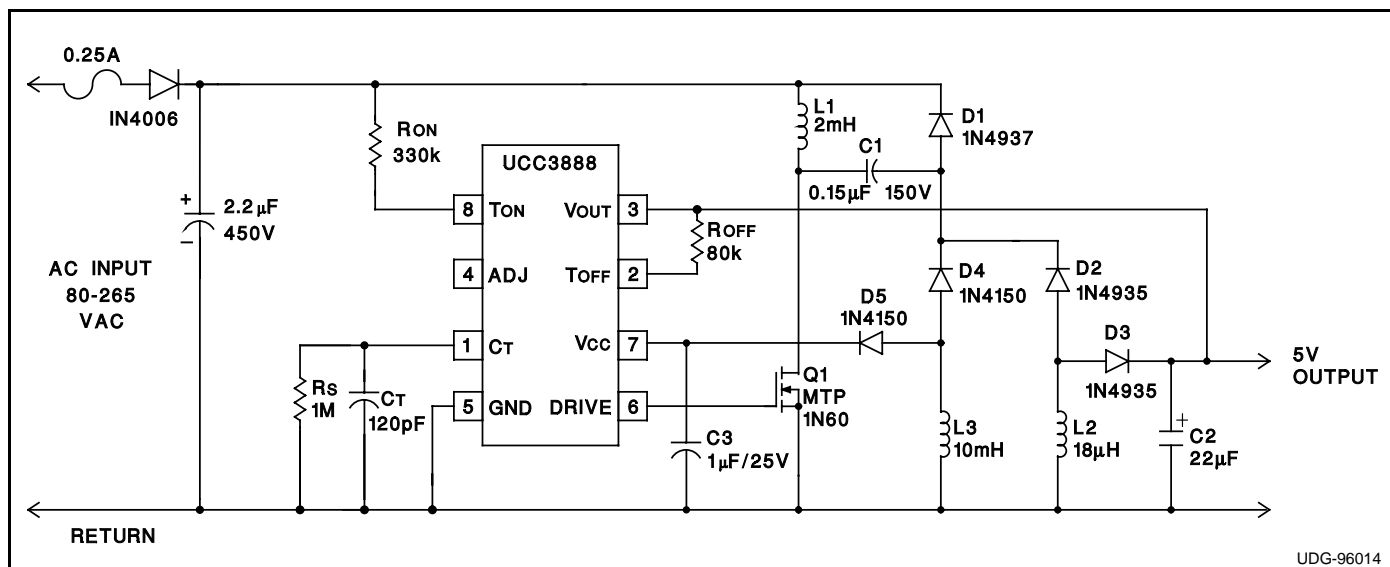 0.25A
IN4006
RON
330k
2.2µF
450V
+
–
AC INPUT
80-265
VAC
RS
1M
CT
120pF
UCC3888
8
TON
4
ADJ
1
CT
5
GND
VOUT
3
TOFF
2
VCC
7
DRIVE
6
ROFF
80k
L1
2mH
C1
0.15µF
150V
D1
1N4937
D4
1N4150
D2
1N4935
D5
1N4150
D3
1N4935
Q1
MTP
1N60
C3
1µF/25V
L3
10mH
L2
18µH
+
C2
22µF
5V
OUTPUT
RETURN
UDG-96014